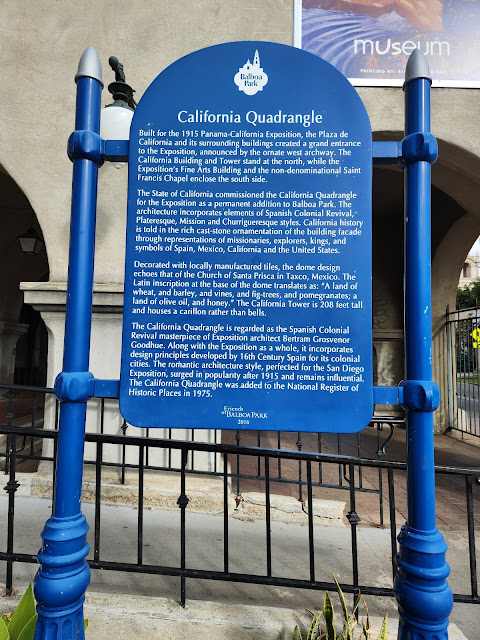 museum
PAINTING BY:
Balboa
Park
California Quadrangle
Built for the 1915 Panama-California Exposition, the Plaza de
California and its surrounding buildings created a grand entrance
to the Exposition, announced by the ornate west archway. The
California Building and Tower stand at the north, while the
Exposition's Fine Arts Building and the non-denominational Saint
Francis Chapel enclose the south side.
The State of California commissioned the California Quadrangle
for the Exposition as a permanent addition to Balboa Park. The
architecture incorporates elements of Spanish Colonial Revival,
Plateresque, Mission and Churrigueresque styles. California history
is told in the rich cast-stone ornamentation of the building facade
through representations of missionaries, explorers, kings, and
symbols of Spain, Mexico, California and the United States.
Decorated with locally manufactured tiles, the dome design
echoes that of the Church of Santa Prisca in Taxco, Mexico. The
Latin inscription at the base of the dome translates as: "A land of
wheat, and barley, and vines, and fig-trees, and pomegranates; a
land of olive oil, and honey." The California Tower is 208 feet tall
and houses a carillon rather than bells.
The California Quadrangle is regarded as the Spanish Colonial
Revival masterpiece of Exposition architect Bertram Grosvenor
Goodhue. Along with the Exposition as a whole, it incorporates
design principles developed by 16th Century Spain for its colonial
cities. The romantic architecture style, perfected for the San Diego
Exposition, surged in popularity after 1915 and remains influential.
The California Quadrangle was added to the National Register of
Historic Places in 1975.
Friends
of BALBOA PARK
2016